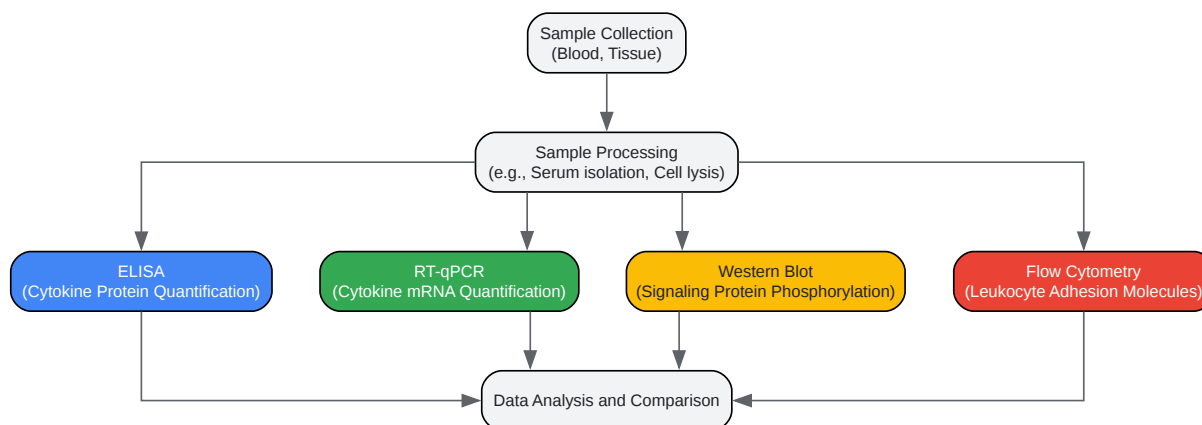 Sample Collection
(Blood, Tissue)
Sample Processing
(e.g., Serum isolation, Cell lysis)
ELISA
(Cytokine Protein Quantification)
RT-qPCR
(Cytokine mRNA Quantification)
Western Blot
(Signaling Protein Phosphorylation)
Flow Cytometry
(Leukocyte Adhesion Molecules)
Data Analysis and Comparison